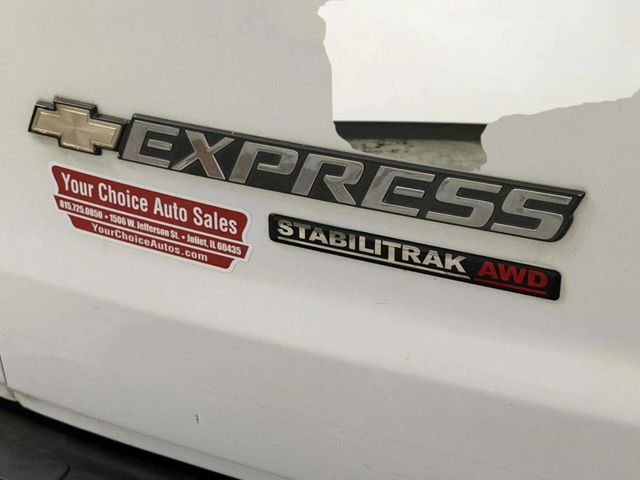 EXPRESS
Your Choice Auto Sales
815.725.0850 • 1506 W. Jefferson St. • Joliet, IL 60435
YourChoiceAutos.com
STABILITRAK AWD